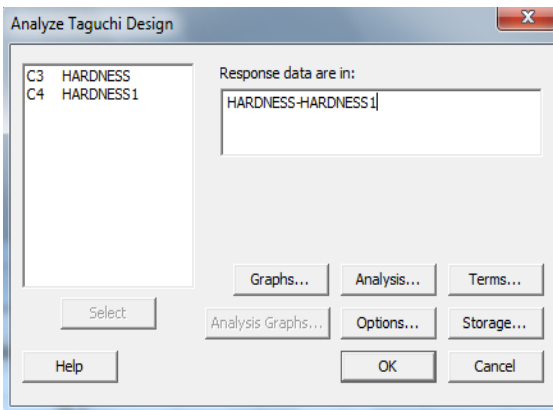 Analyze Taguchi Design
X
C3 HARDNESS
C4 HARDNESS1
Response data are in:
HARDNESS-HARDNESS1
Graphs...
Analysis...
Terms...
Select
Analysis Graphs...
Options...
Storage...
Help
OK
Cancel